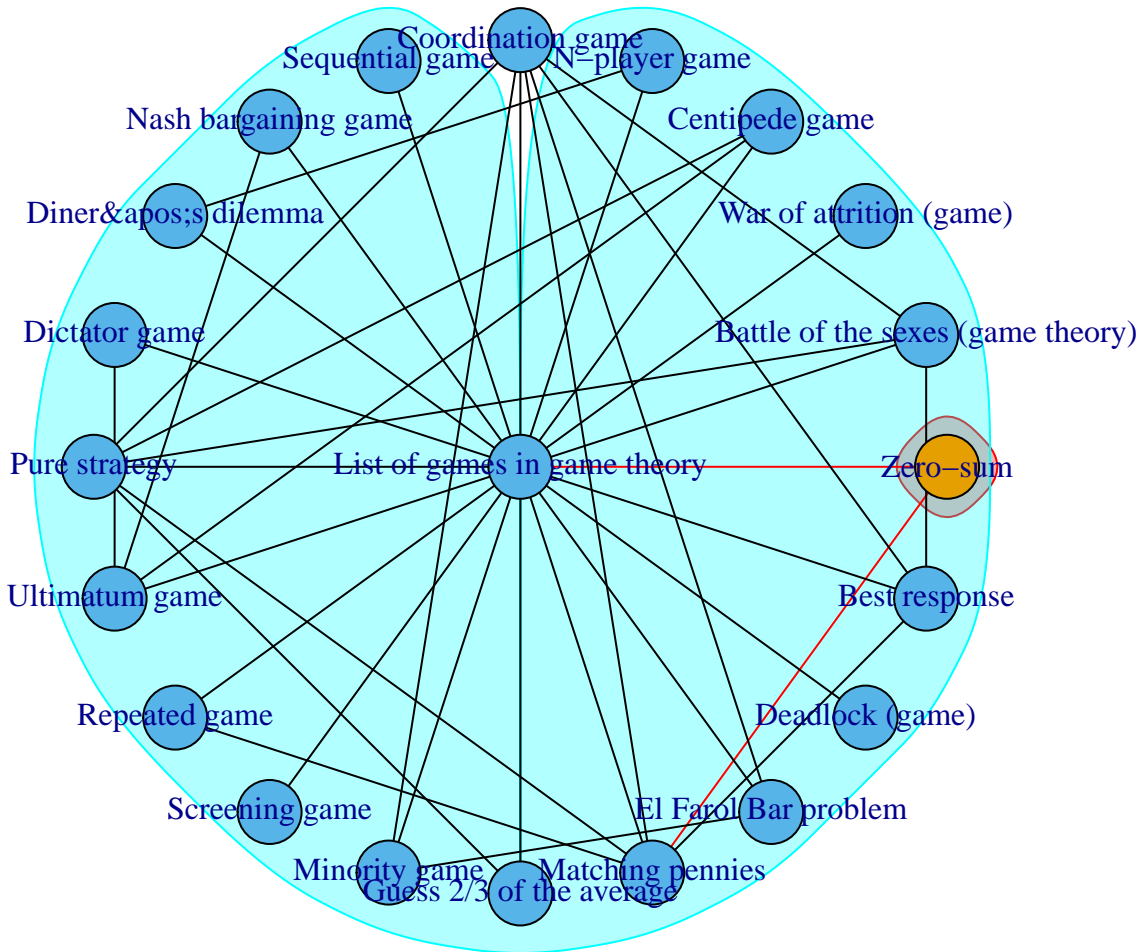 Coordination game
Sequential game
N−player game
Nash bargaining game
Centipede game
Diner&apos;s dilemma
War of attrition (game)
Dictator game
Battle of the sexes (game theory)
Pure strategy
List of games in game theory
Zero−sum
Ultimatum game
Best response
Repeated game
Deadlock (game)
Screening game
El Farol Bar problem
Minority game
Matching pennies
Guess 2/3 of the average